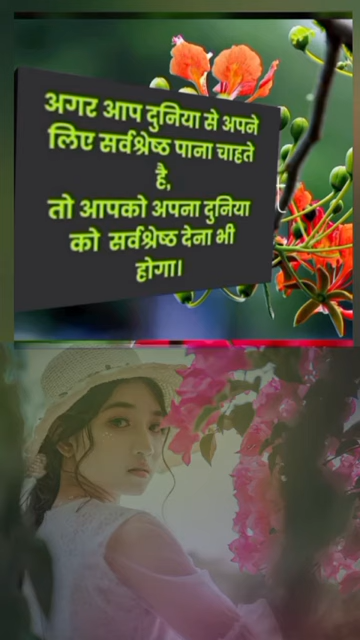 अगर आप दुनिया से अपने
लिए सर्वश्रेष्ठ पाना चाहते
है,
तो आपको अपना दुनिया
को सर्वश्रेष्ठ देना भी
होगा।